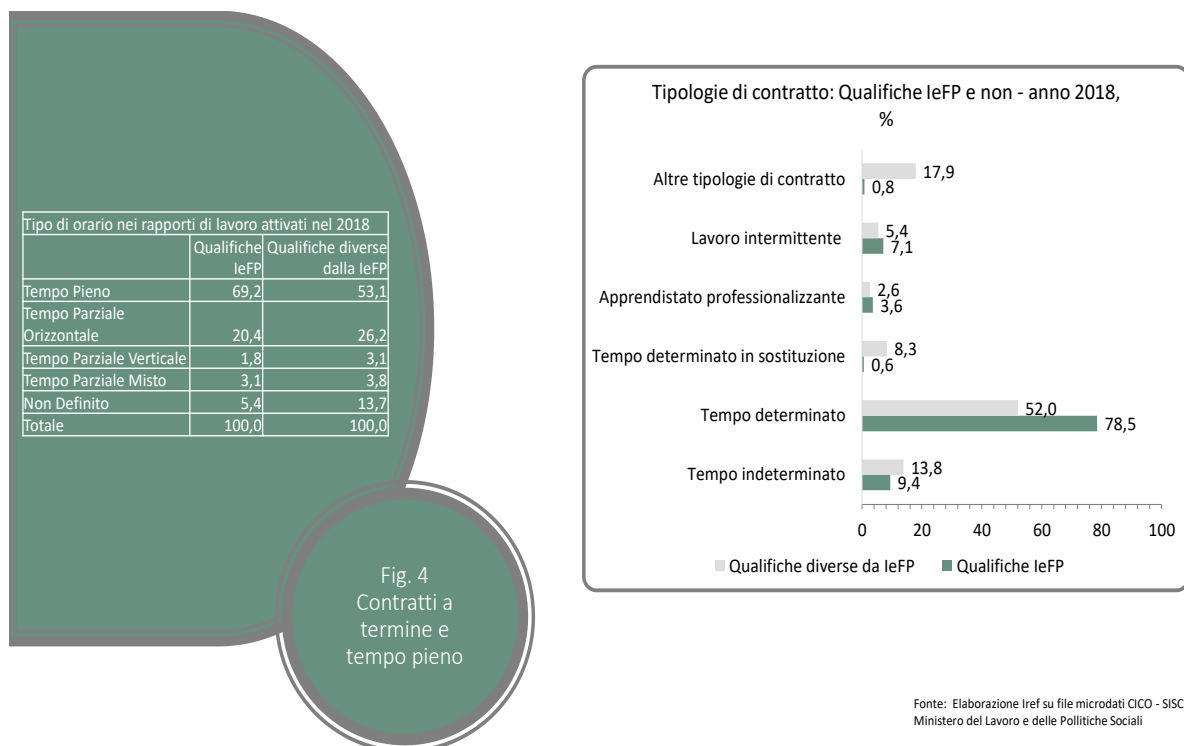 Tipo di orario nei rapporti di lavoro attivati nel 2018
Qualifiche IeFP Qualifiche diverse dalla IeFP
Tempo Pieno 69,2 53,1
Tempo Parziale
Orizzontale 20,4 26,2
Tempo Parziale Verticale 1,8 3,1
Tempo Parziale Misto 3,1 3,8
Non Definito 5,4 13,7
Totale 100,0 100,0
Fig. 4
Contratti a
termine e
tempo pieno
Tipologie di contratto: Qualifiche IeFP e non - anno 2018,
%
Altre tipologie di contratto 17,9
0,8
Lavoro intermittente 5,4
7,1
Apprendistato professionalizzante 2,6
3,6
Tempo determinato in sostituzione 8,3
0,6
Tempo determinato 52,0
78,5
Tempo indeterminato 13,8
9,4
0 20 40 60 80 100
Qualifiche diverse da IeFP Qualifiche IeFP
Fonte: Elaborazione Iref su file microdati CICO - SISC
Ministero del Lavoro e delle Pollitiche Sociali